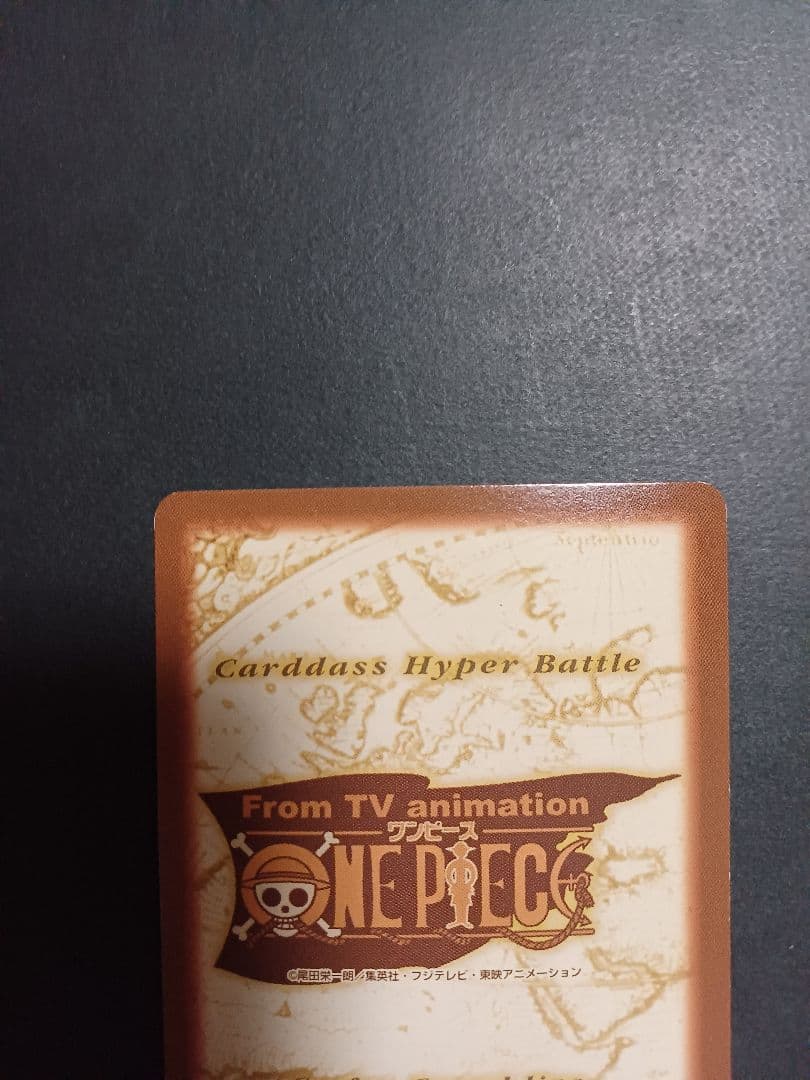 Septentrio
Carddass Hyper Battle
From TV animation
ワンピース
ONE PIECE
©尾田栄一郎／集英社・フジテレビ・東映アニメーション